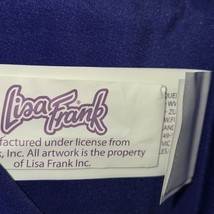 Lisa Frank
factured under license from
, Inc. All artwork is the property
of Lisa Frank Inc.